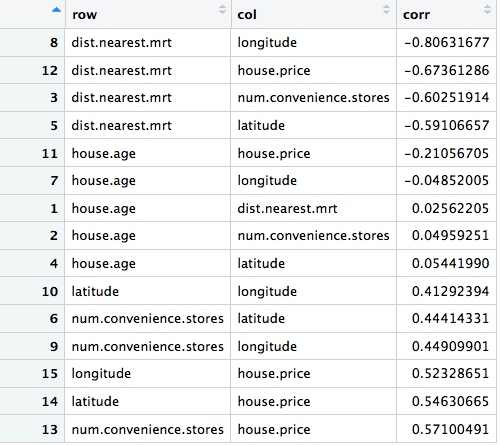 row col corr
8 dist.nearest.mrt longitude -0.80631677
12 dist.nearest.mrt house.price -0.67361286
3 dist.nearest.mrt num.convenience.stores -0.60251914
5 dist.nearest.mrt latitude -0.59106657
11 house.age house.price -0.21056705
7 house.age longitude -0.04852005
1 house.age dist.nearest.mrt 0.02562205
2 house.age num.convenience.stores 0.04959251
4 house.age latitude 0.05441990
10 latitude longitude 0.41292394
6 num.convenience.stores latitude 0.44414331
9 num.convenience.stores longitude 0.44909901
15 longitude house.price 0.52328651
14 latitude house.price 0.54630665
13 num.convenience.stores house.price 0.57100491